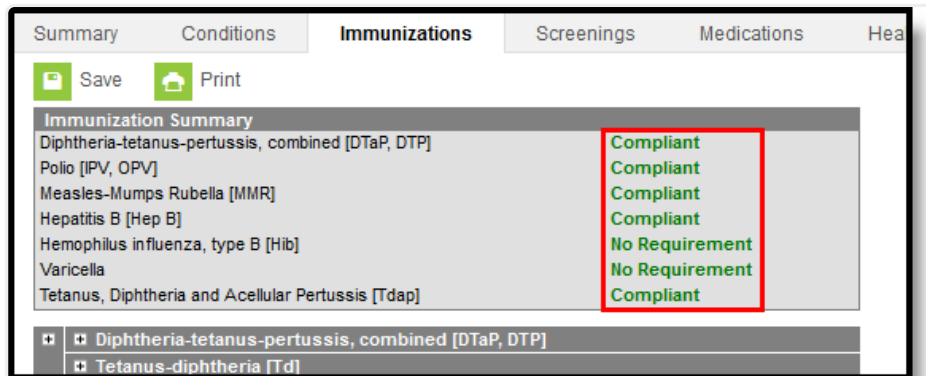 Summary Conditions Immunizations Screenings Medications Hea
Save Print
Immunization Summary
Diphtheria-tetanus-pertussis, combined [DTaP, DTP] Compliant
Polio [IPV, OPV] Compliant
Measles-Mumps Rubella [MMR] Compliant
Hepatitis B [Hep B] Compliant
Hemophilus influenza, type B [Hib] No Requirement
Varicella No Requirement
Tetanus, Diphtheria and Acellular Pertussis [Tdap] Compliant
Diphtheria-tetanus-pertussis, combined [DTaP, DTP]
Tetanus-diphtheria [Td]